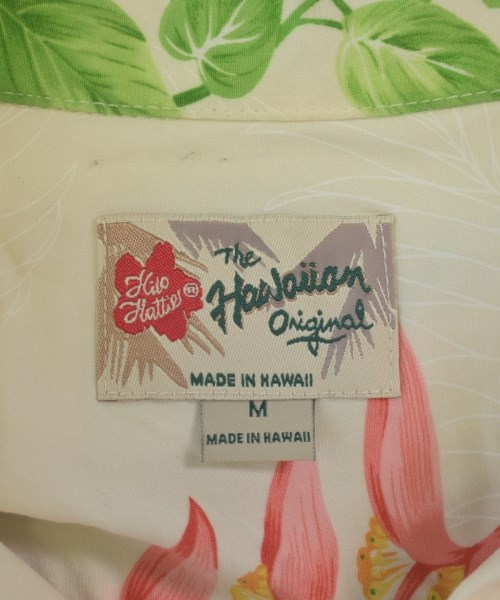 Hilo
Hattie®
The
Hawaiian
Original
MADE IN HAWAII
M
MADE IN HAWAII